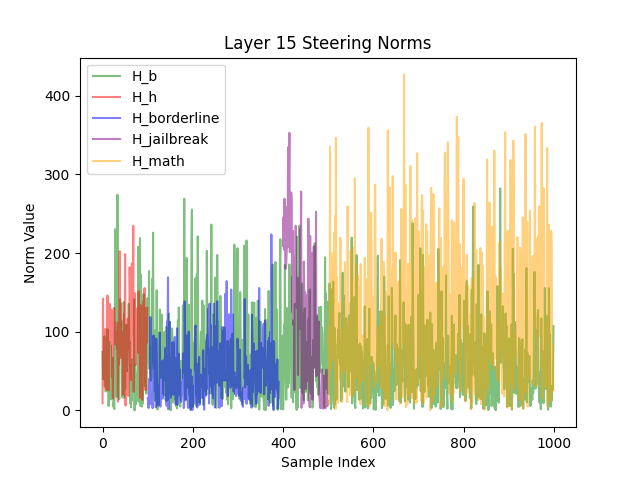 Layer 15 Steering Norms
H_b
H_h
H_borderline
H_jailbreak
H_math
Norm Value
400
300
200
100
0
0
200
400
600
800
1000
Sample Index